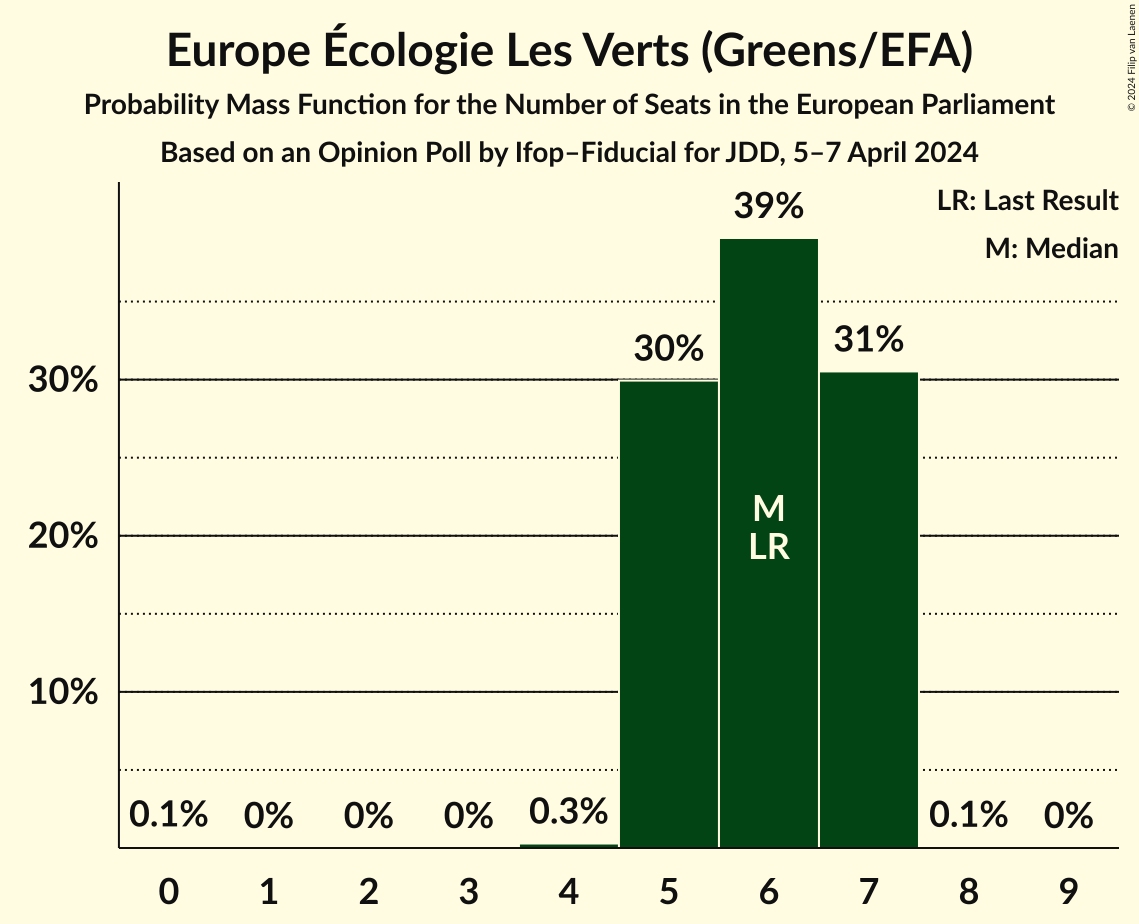 Europe Écologie Les Verts (Greens/EFA)
Probability Mass Function for the Number of Seats in the European Parliament
Based on an Opinion Poll by Ifop–Fiducial for JDD, 5–7 April 2024
© 2024 Filip van Laenen
LR: Last Result
M: Median
39%
31%
30%
30%
20%
10%
M
LR
0.1%
0%
0%
0%
0.3%
0.1%
0%
0 1 2 3 4 5 6 7 8 9